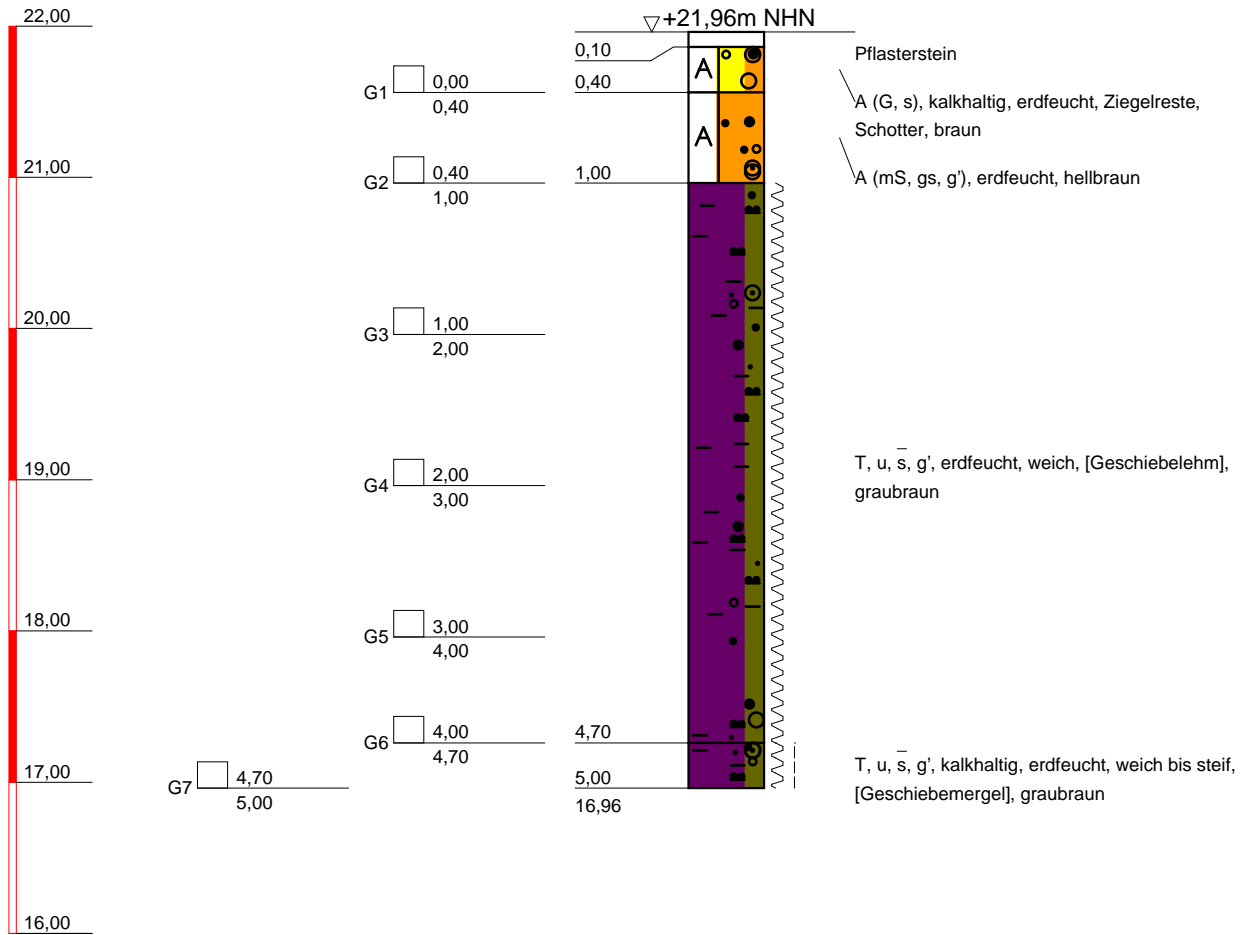 22,00
+21,96m NHN
0,10
Pflasterstein
A
G1
0,00
0,40
0,40
A (G, s), kalkhaltig, erdfeucht, Ziegelreste,
Schotter, braun
A
21,00
G2
0,40
1,00
1,00
A (mS, gs, g'), erdfeucht, hellbraun
20,00
G3
1,00
2,00
19,00
G4
2,00
3,00
T, u, s̅, g', erdfeucht, weich, [Geschiebelehm],
graubraun
18,00
G5
3,00
4,00
G6
4,00
4,70
4,70
17,00
G7
4,70
5,00
5,00
16,96
T, u, s̅, g', kalkhaltig, erdfeucht, weich bis steif,
[Geschiebemergel], graubraun
16,00